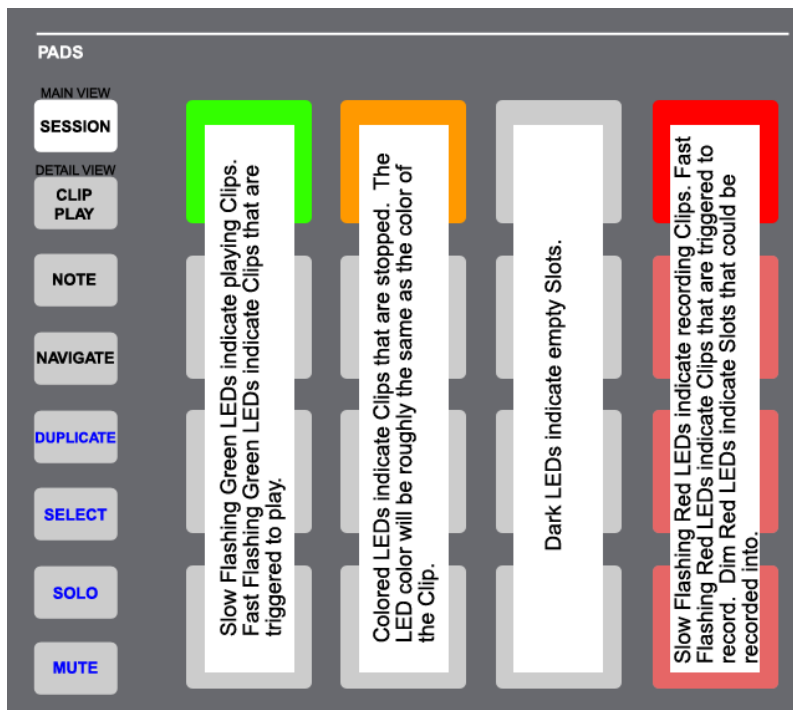 PADS
MAIN VIEW
SESSION
DETAIL VIEW
CLIP
PLAY
NOTE
NAVIGATE
DUPLICATE
SELECT
SOLO
MUTE
Slow Flashing Green LEDs indicate playing Clips.
Fast Flashing Green LEDs indicate Clips that are
triggered to play.
Colored LEDs indicate Clips that are stopped. The
LED color will be roughly the same as the color of
the Clip.
Dark LEDs indicate empty Slots.
Slow Flashing Red LEDs indicate recording Clips. Fast
Flashing Red LEDs indicate Clips that are triggered to
record. Dim Red LEDs indicate Slots that could be
recorded into.